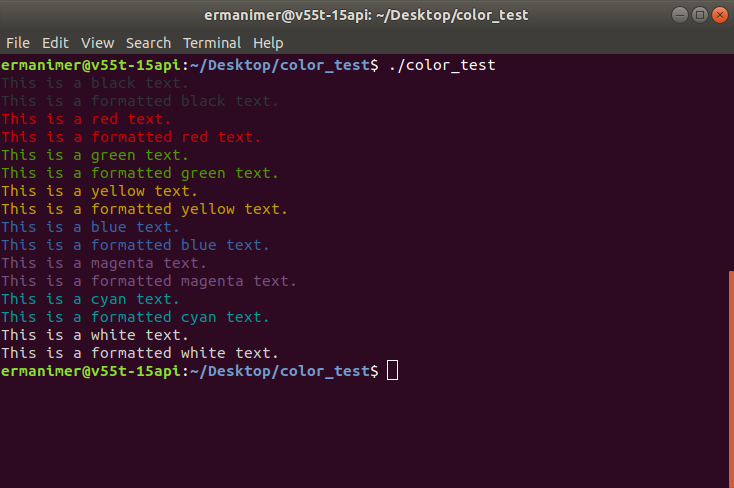 ermanimer@v55t-15api: ~/Desktop/color_test
File Edit View Search Terminal Help
ermanimer@v55t-15api:~/Desktop/color_test$ ./color_test
This is a black text.
This is a formatted black text.
This is a red text.
This is a formatted red text.
This is a green text.
This is a formatted green text.
This is a yellow text.
This is a formatted yellow text.
This is a blue text.
This is a formatted blue text.
This is a magenta text.
This is a formatted magenta text.
This is a cyan text.
This is a formatted cyan text.
This is a white text.
This is a formatted white text.
ermanimer@v55t-15api:~/Desktop/color_test$